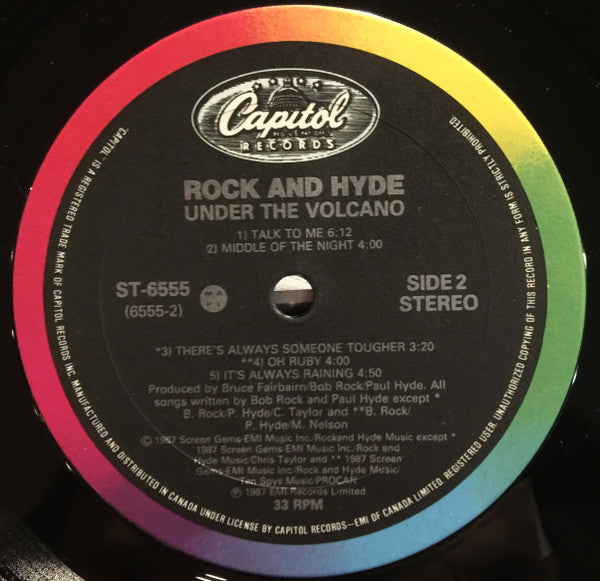 Capitol
RECORDS
ROCK AND HYDE
UNDER THE VOLCANO
1) TALK TO ME 6:12
2) MIDDLE OF THE NIGHT 4:00
ST-6555
(6555-2)
MAPL
SIDE 2
STEREO
*3) THERE'S ALWAYS SOMEONE TOUGHER 3:20
**4) OH RUBY 4:00
5) IT'S ALWAYS RAINING 4:50
Produced by Bruce Fairbairn/Bob Rock/Paul Hyde. All
songs written by Bob Rock and Paul Hyde except *
B. Rock/P. Hyde/C. Taylor and **B. Rock/
P. Hyde/M. Nelson
© 1987 Screen Gems-EMI Music Inc./Rockand Hyde Music except *
1987 Screen Gems-EMI Music Inc./Rock and
Hyde Music/Chris Taylor and ** 1987 Screen
Gems-EMI Music Inc./Rock and Hyde Music/
Ten Spys Music/PROCAN
℗ 1987 EMI Records Limited
33 RPM
"CAPITOL" IS A REGISTERED TRADE MARK OF CAPITOL RECORDS INC. MANUFACTURED AND DISTRIBUTED IN CANADA UNDER LICENSE BY CAPITOL RECORDS—EMI OF CANADA LIMITED. REGISTERED USER. UNAUTHORIZED COPYING OF THIS RECORD IN ANY FORM IS STRICTLY PROHIBITED.